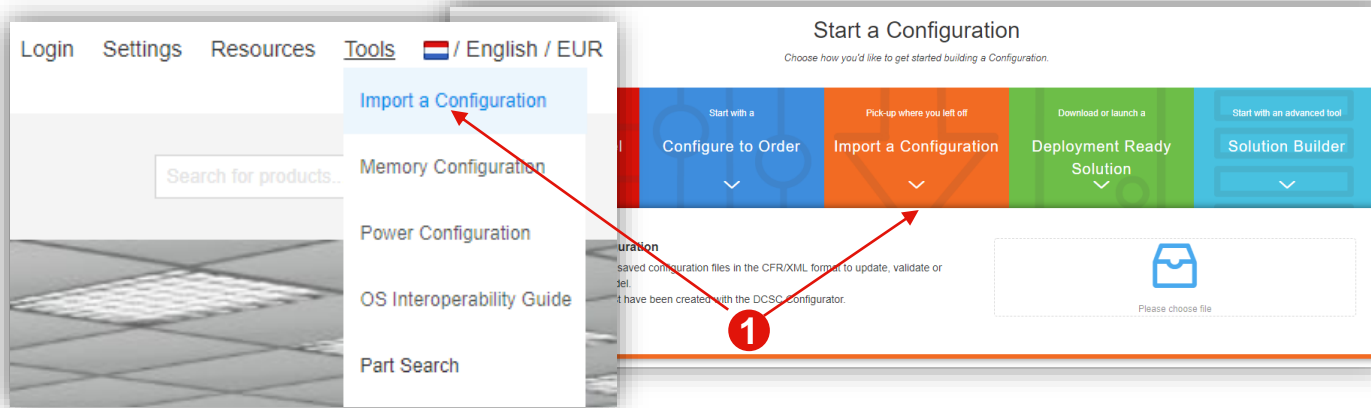 Login Settings Resources Tools / English / EUR
Import a Configuration
Memory Configuration
Power Configuration
OS Interoperability Guide
Part Search
Search for products...
Start a Configuration
Choose how you'd like to get started building a Configuration.
Start with a
Configure to Order
Pick-up where you left off
Import a Configuration
Download or launch a
Deployment Ready
Solution
Start with an advanced tool
Solution Builder
uration
saved configuration files in the CFR/XML format to update, validate or
del.
t have been created with the DCSC Configurator.
Please choose file
1